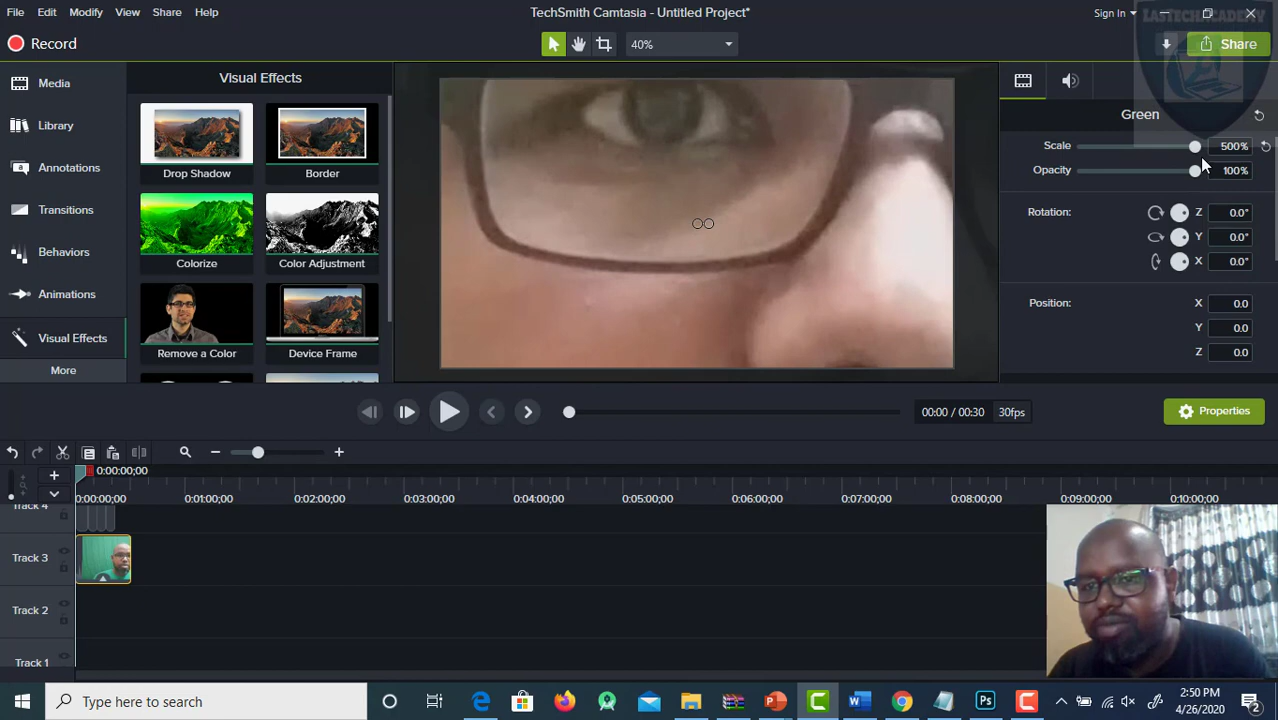 File Edit Modify View Share Help
TechSmith Camtasia - Untitled Project*
Sign In
LASTECHACADEMY
Record
40%
Share
Media
Library
Annotations
Transitions
Behaviors
Animations
Visual Effects
More
Visual Effects
Drop Shadow
Border
Colorize
Color Adjustment
Remove a Color
Device Frame
Green
Scale 500%
Opacity 100%
Rotation: Z 0.0°
Y 0.0°
X 0.0°
Position: X 0.0
Y 0.0
Z 0.0
00:00 / 00:30 30fps
Properties
0:00:00;00
0:00:00;00 0:01:00;00 0:02:00;00 0:03:00;00 0:04:00;00 0:05:00;00 0:06:00;00 0:07:00;00 0:08:00;00 0:09:00;00 0:10:00;00
Track 4
Track 3
Track 2
Track 1
Type here to search
Ps
2:50 PM
4/26/2020
2